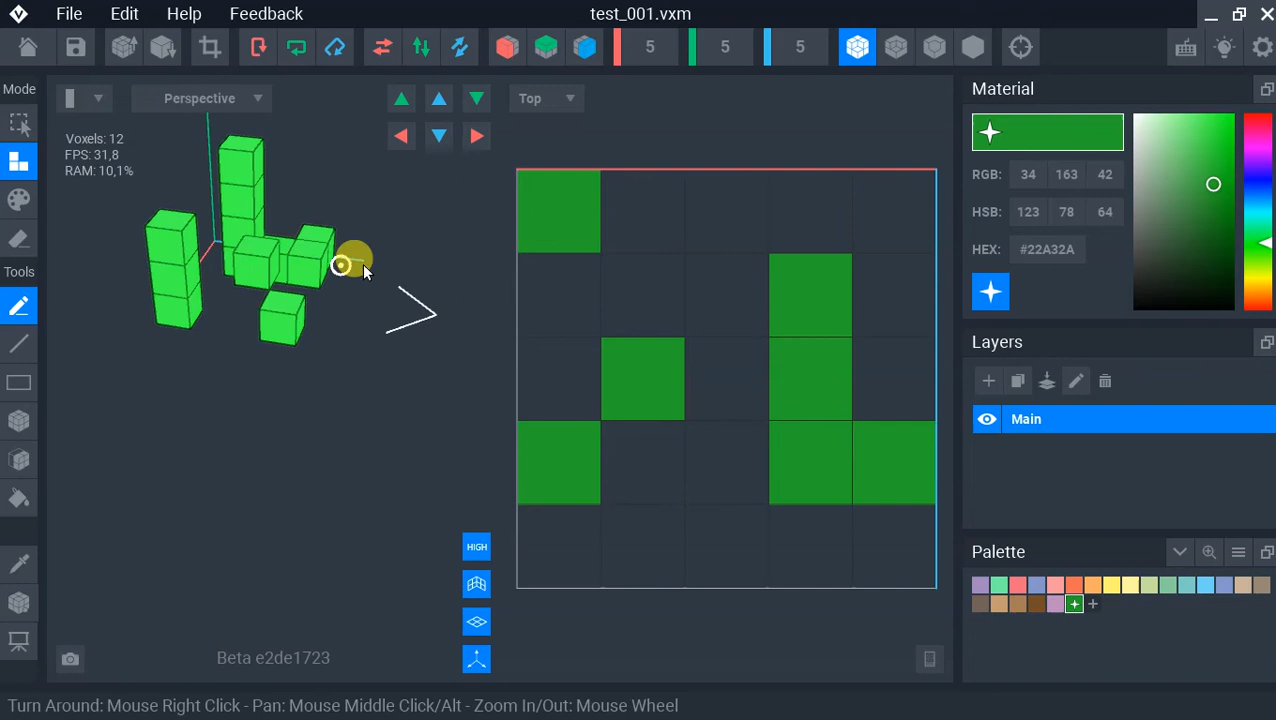 File Edit Help Feedback test_001.vxm
5 5 5
Mode
Perspective
Top
Material
Voxels: 12
FPS: 31,8
RAM: 10,1%
RGB: 34 163 42
HSB: 123 78 64
HEX: #22A32A
Tools
Layers
Main
HIGH
Palette
Beta e2de1723
Turn Around: Mouse Right Click - Pan: Mouse Middle Click/Alt - Zoom In/Out: Mouse Wheel